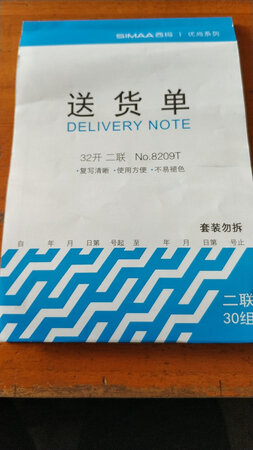 SIMAA西玛 | 优尚系列
送货单
DELIVERY NOTE
32开 二联 No.8209T
·复写清晰 ·使用方便 ·不易褪色
套装勿拆
自 年 月 日第 号起 至 年 月 日第 号止
二联
30组